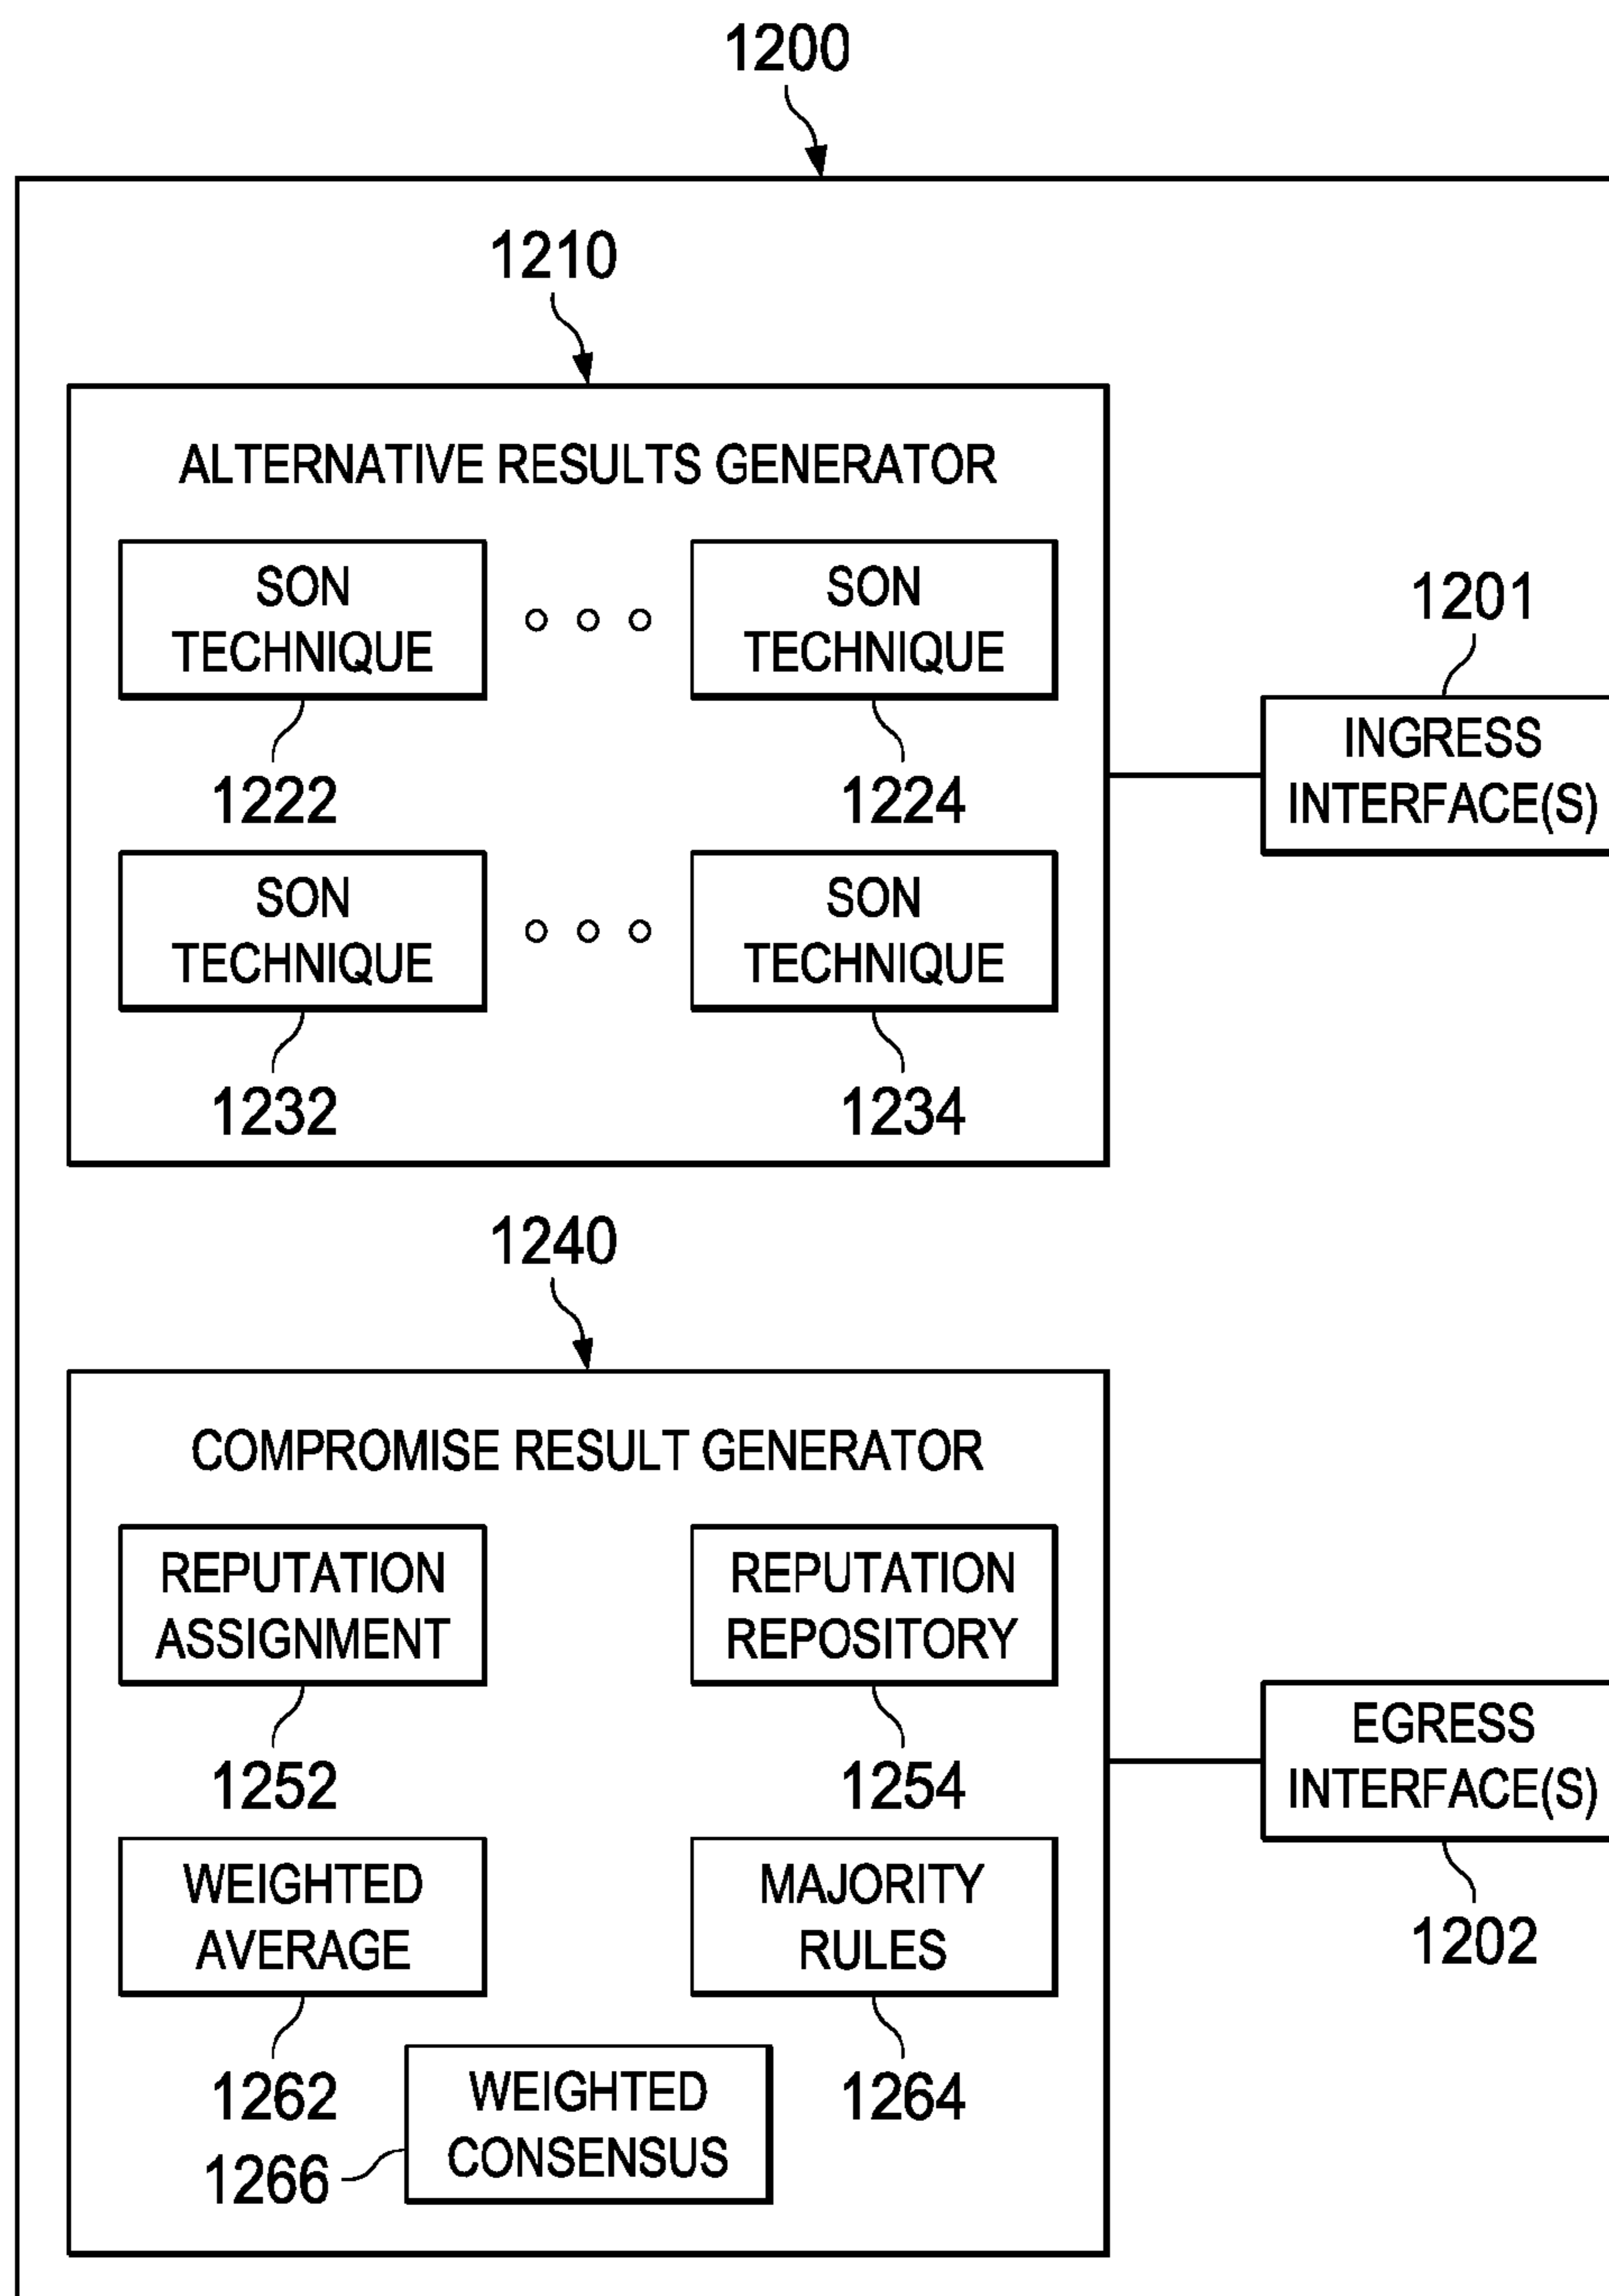 1200
1210
ALTERNATIVE RESULTS GENERATOR
SON
TECHNIQUE
SON
TECHNIQUE
1222
1224
SON
TECHNIQUE
SON
TECHNIQUE
1232
1234
1201
INGRESS
INTERFACE(S)
1240
COMPROMISE RESULT GENERATOR
REPUTATION
ASSIGNMENT
REPUTATION
REPOSITORY
1252
1254
WEIGHTED
AVERAGE
MAJORITY
RULES
1262
1264
WEIGHTED
CONSENSUS
1266
EGRESS
INTERFACE(S)
1202